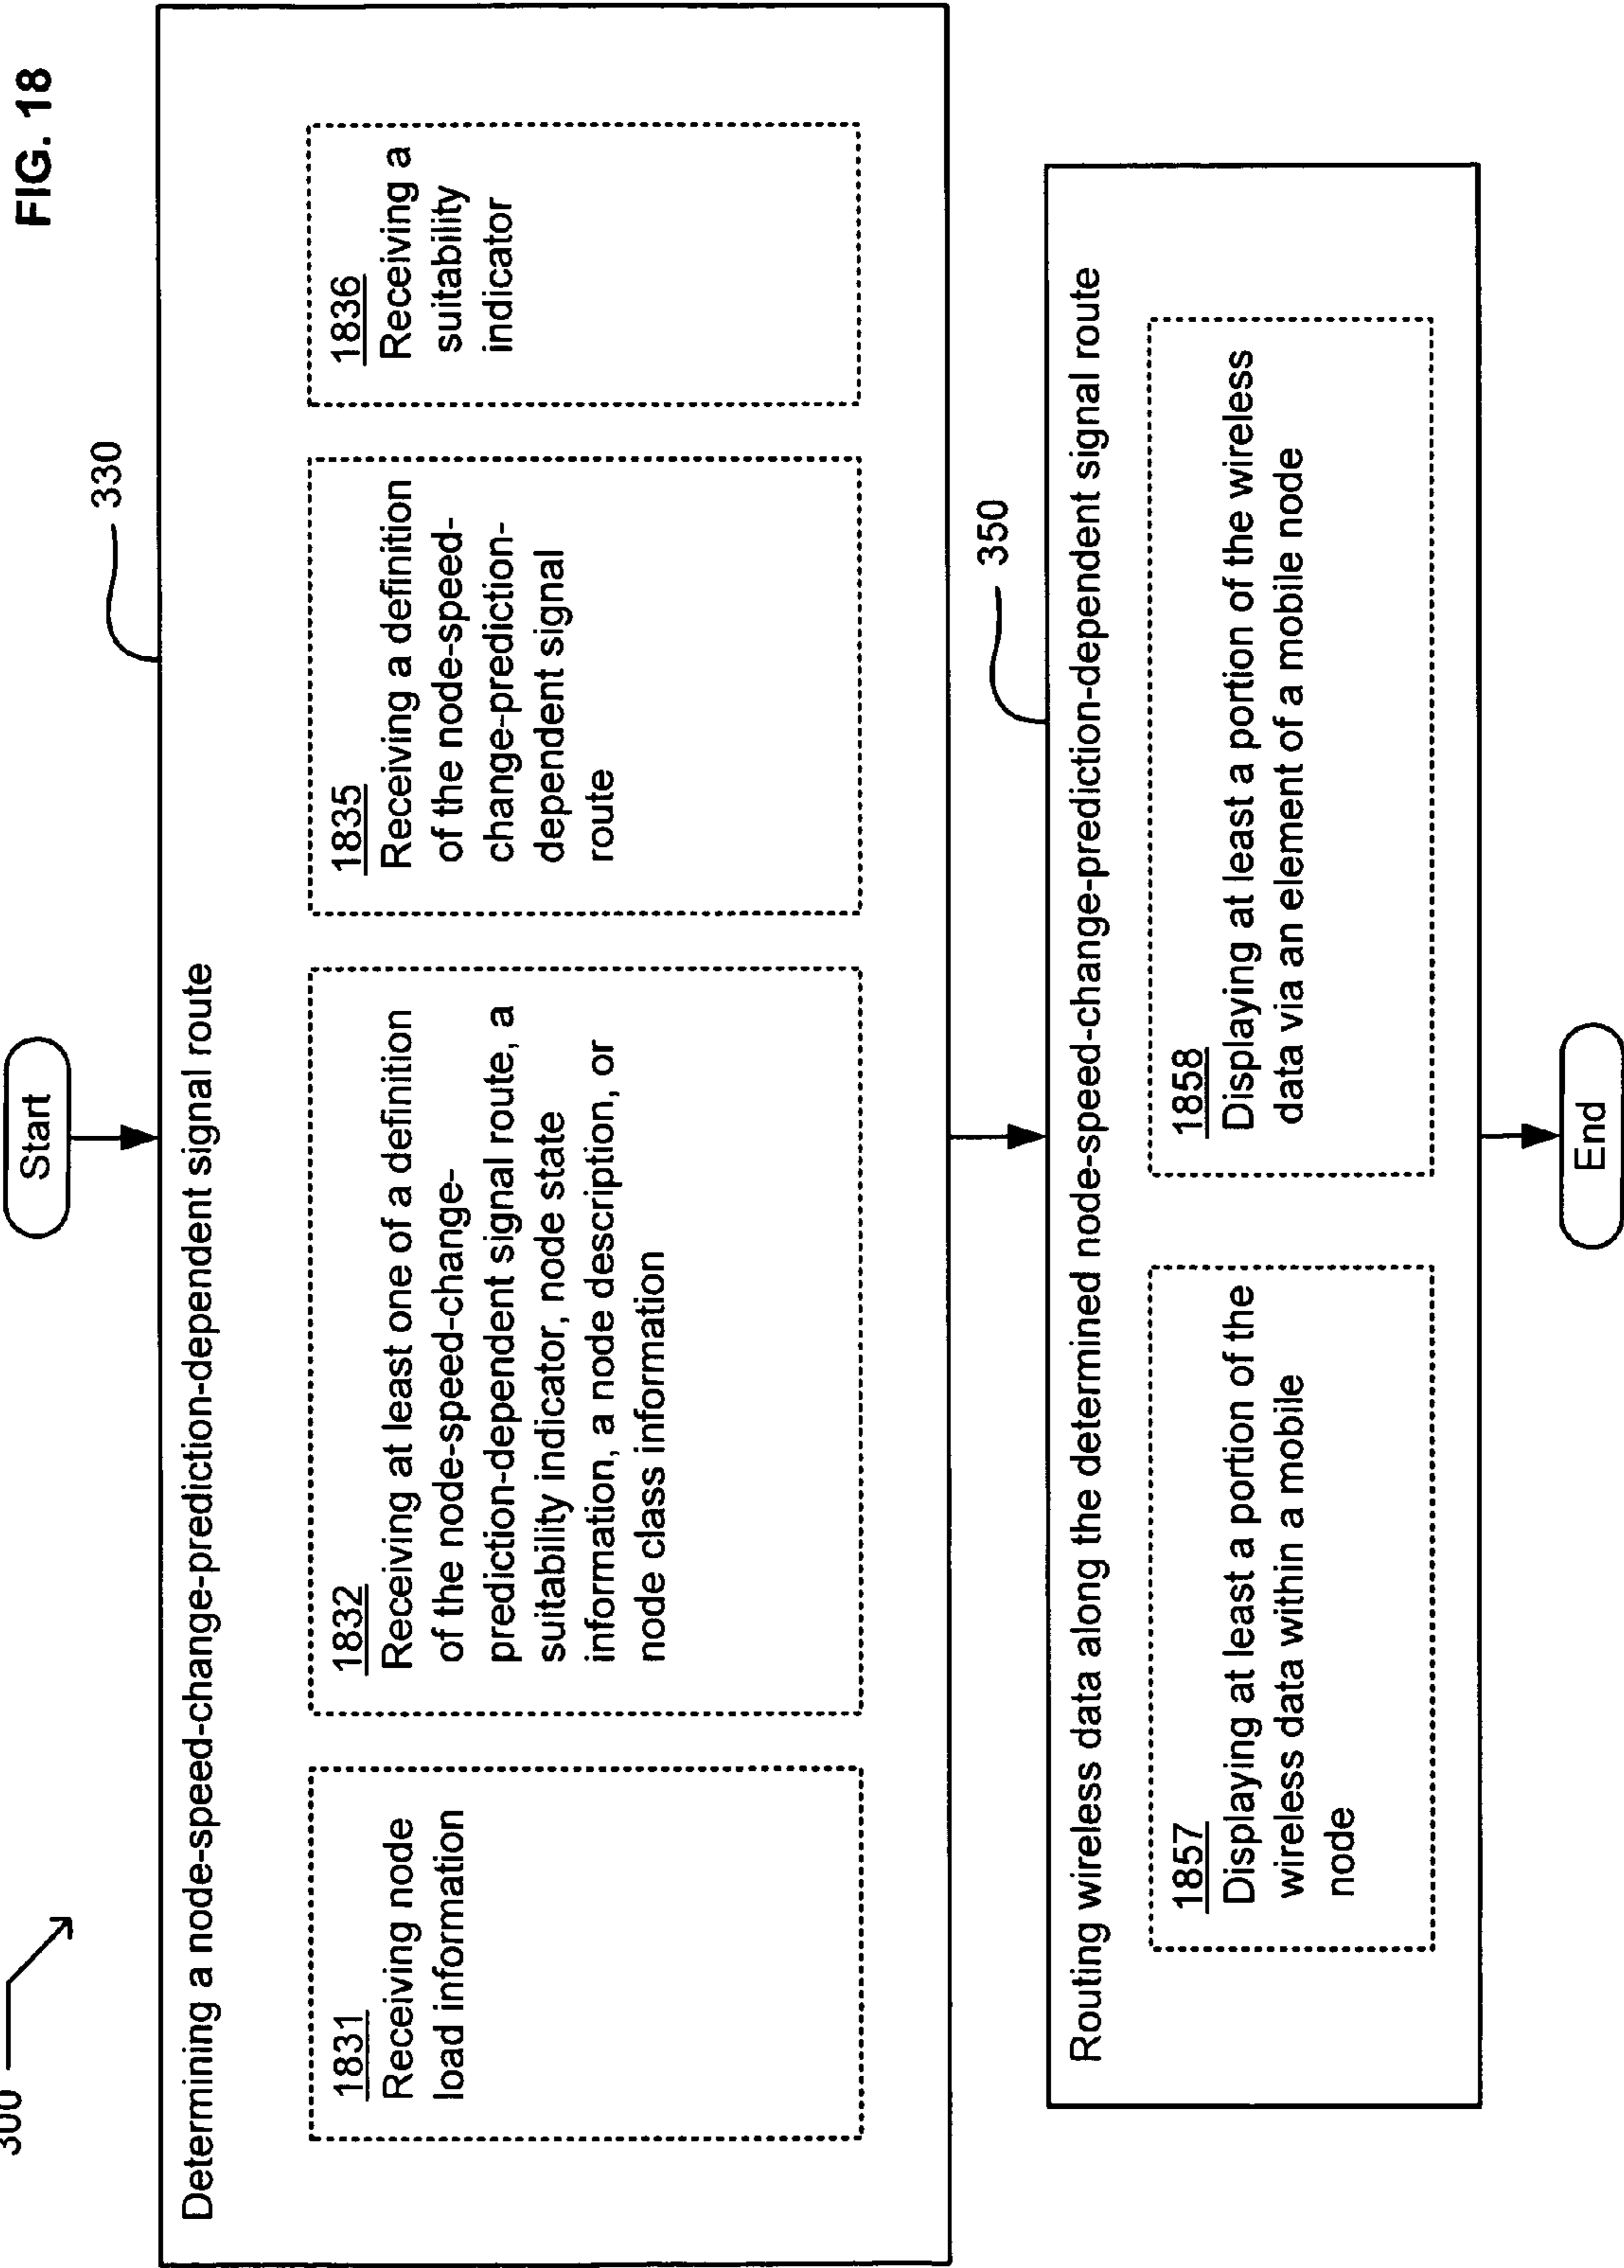 300
FIG. 18
Start
330
Determining a node-speed-change-prediction-dependent signal route
1831
Receiving node
load information
1832
Receiving at least one of a definition
of the node-speed-change-
prediction-dependent signal route, a
suitability indicator, node state
information, a node description, or
node class information
1835
Receiving a definition
of the node-speed-
change-prediction-
dependent signal
route
1836
Receiving a
suitability
indicator
350
Routing wireless data along the determined node-speed-change-prediction-dependent signal route
1857
Displaying at least a portion of the
wireless data within a mobile
node
1858
Displaying at least a portion of the wireless
data via an element of a mobile node
End